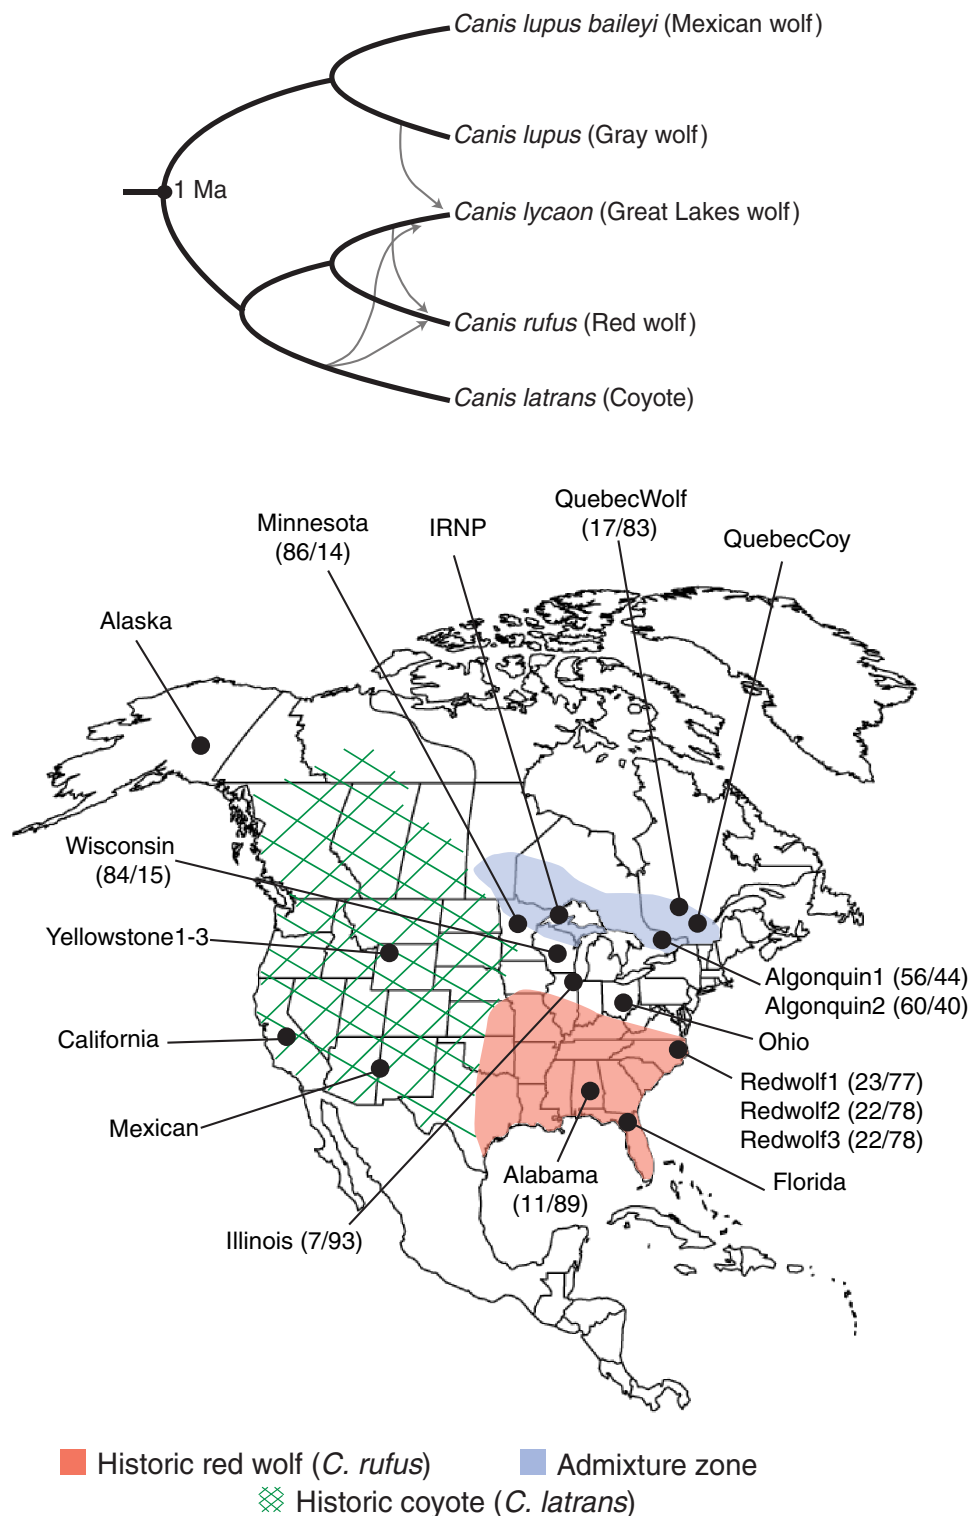 Canis lupus baileyi (Mexican wolf)
Canis lupus (Gray wolf)
1 Ma
Canis lycaon (Great Lakes wolf)
Canis rufus (Red wolf)
Canis latrans (Coyote)
QuebecWolf
(17/83)
Minnesota
(86/14)
IRNP
QuebecCoy
Alaska
Wisconsin
(84/15)
Yellowstone1-3
Algonquin1 (56/44)
Algonquin2 (60/40)
California
Ohio
Redwolf1 (23/77)
Redwolf2 (22/78)
Redwolf3 (22/78)
Mexican
Alabama
(11/89)
Florida
Illinois (7/93)
Historic red wolf (C. rufus)
Admixture zone
Historic coyote (C. latrans)